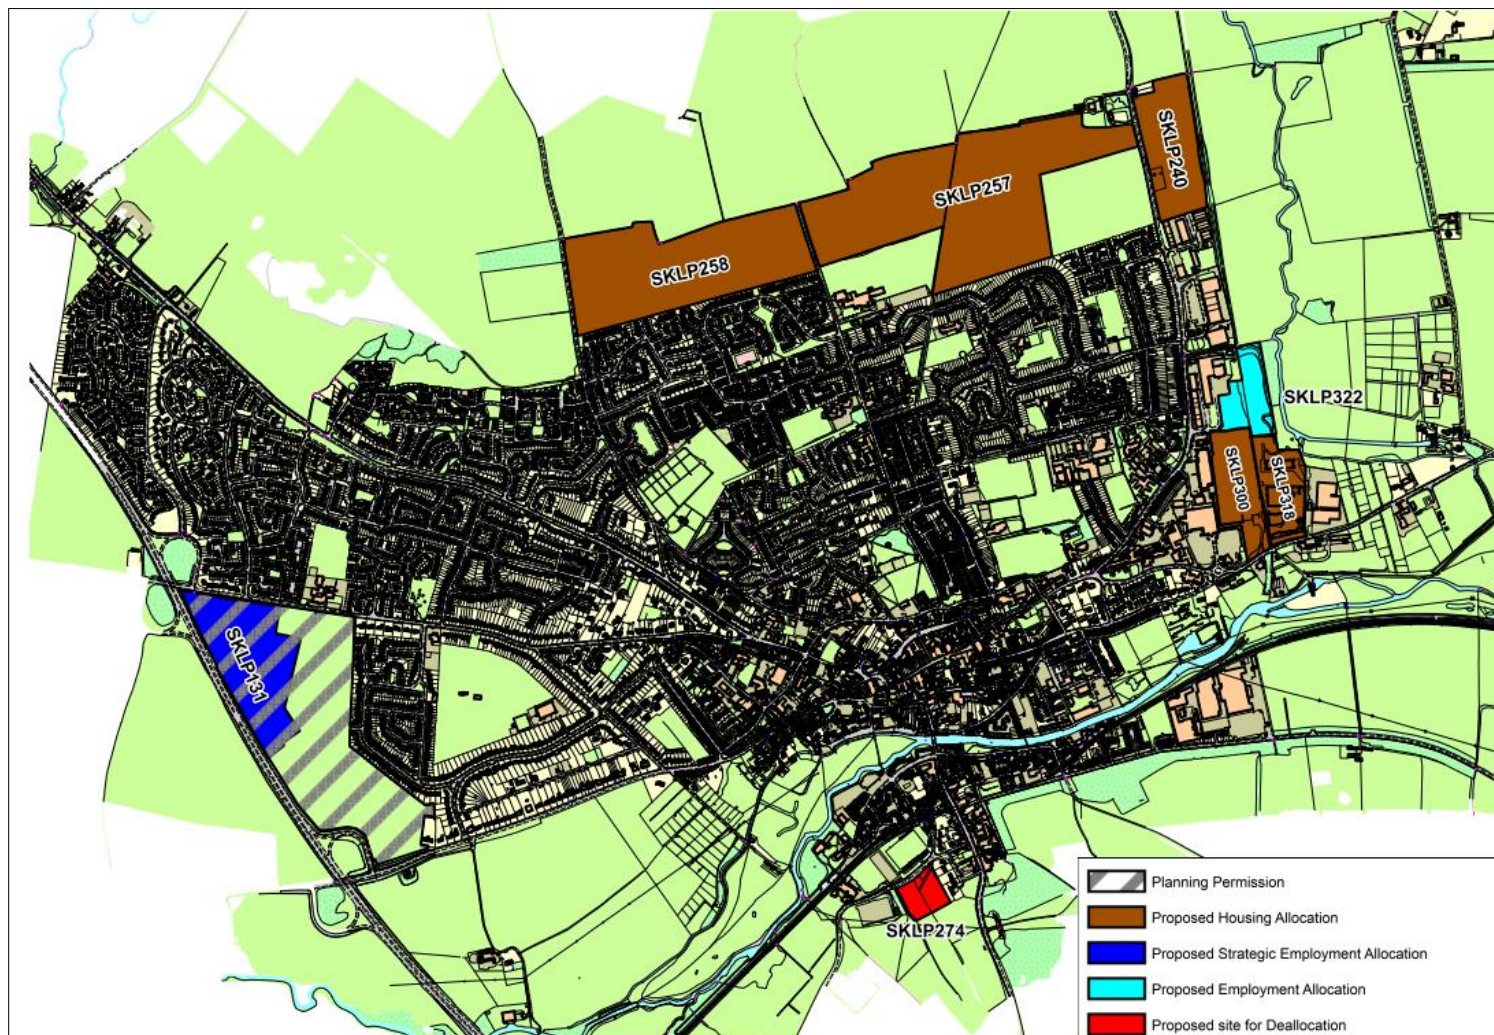 SKLP240
SKLP257
SKLP258
SKLP322
SKLP300
SKLP318
SKLP131
SKLP274
Planning Permission
Proposed Housing Allocation
Proposed Strategic Employment Allocation
Proposed Employment Allocation
Proposed site for Deallocation